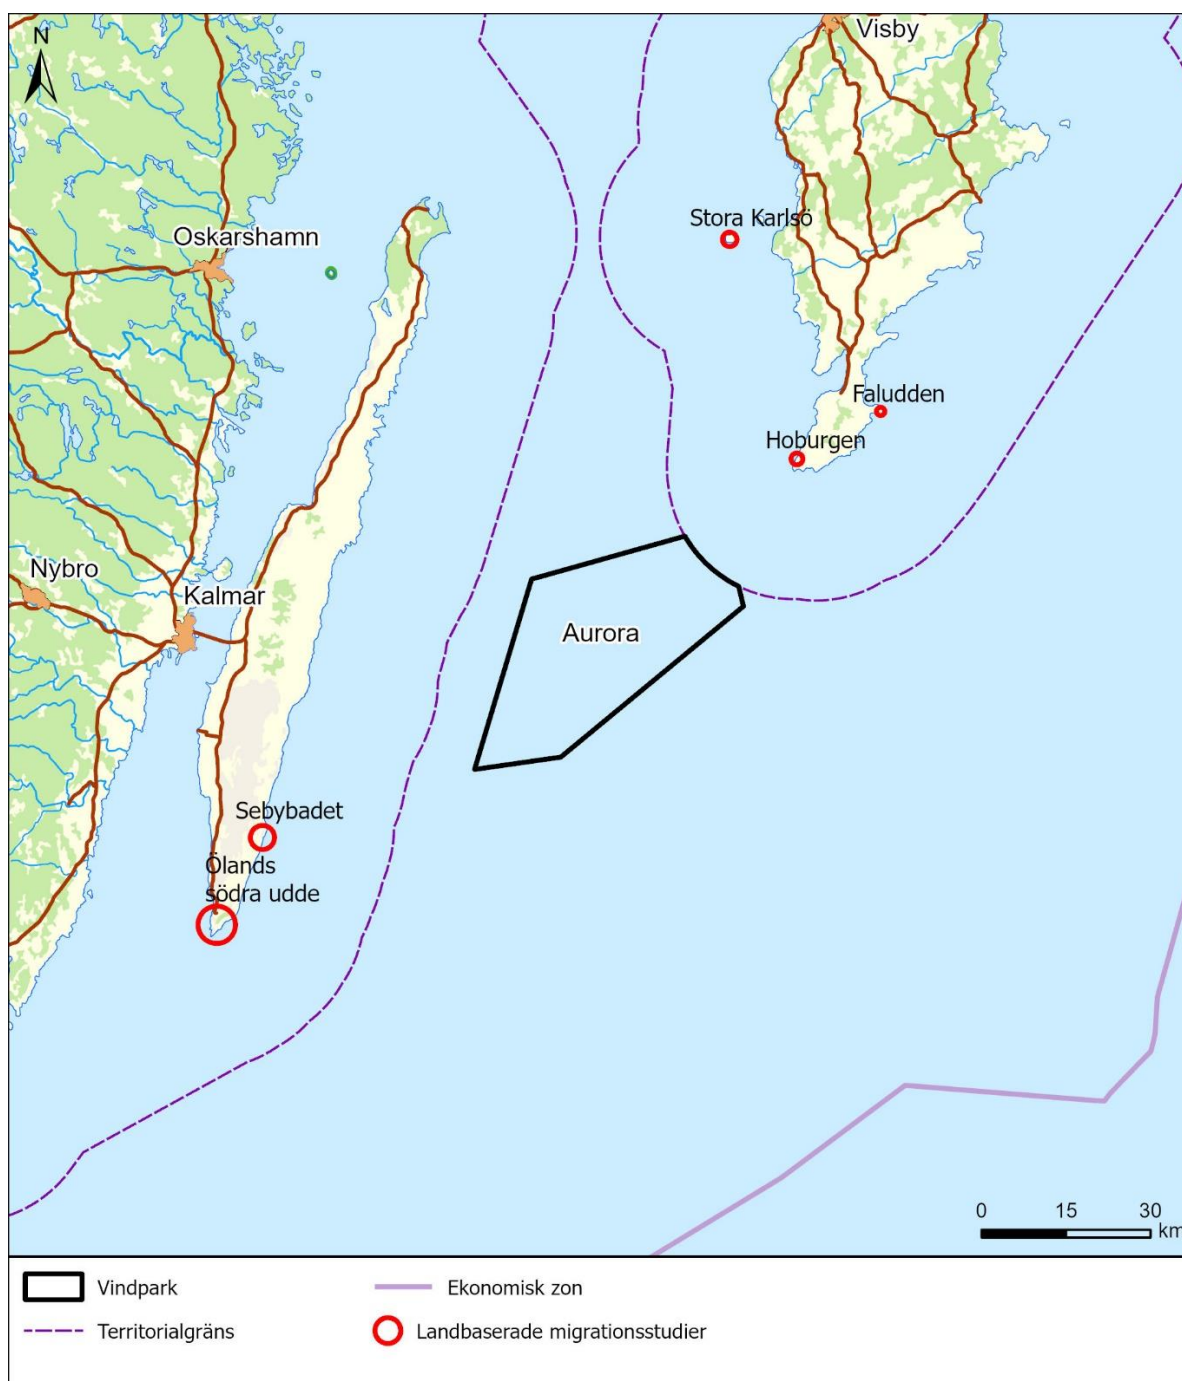 Visby
N
Stora Karlsö
Oskarshamn
Faludden
Hoburgen
Nybro
Kalmar
Aurora
Sebybadet
Ölands
södra udde
0 15 30
km
Vindpark
Ekonomisk zon
Territorialgräns
Landbaserade migrationsstudier